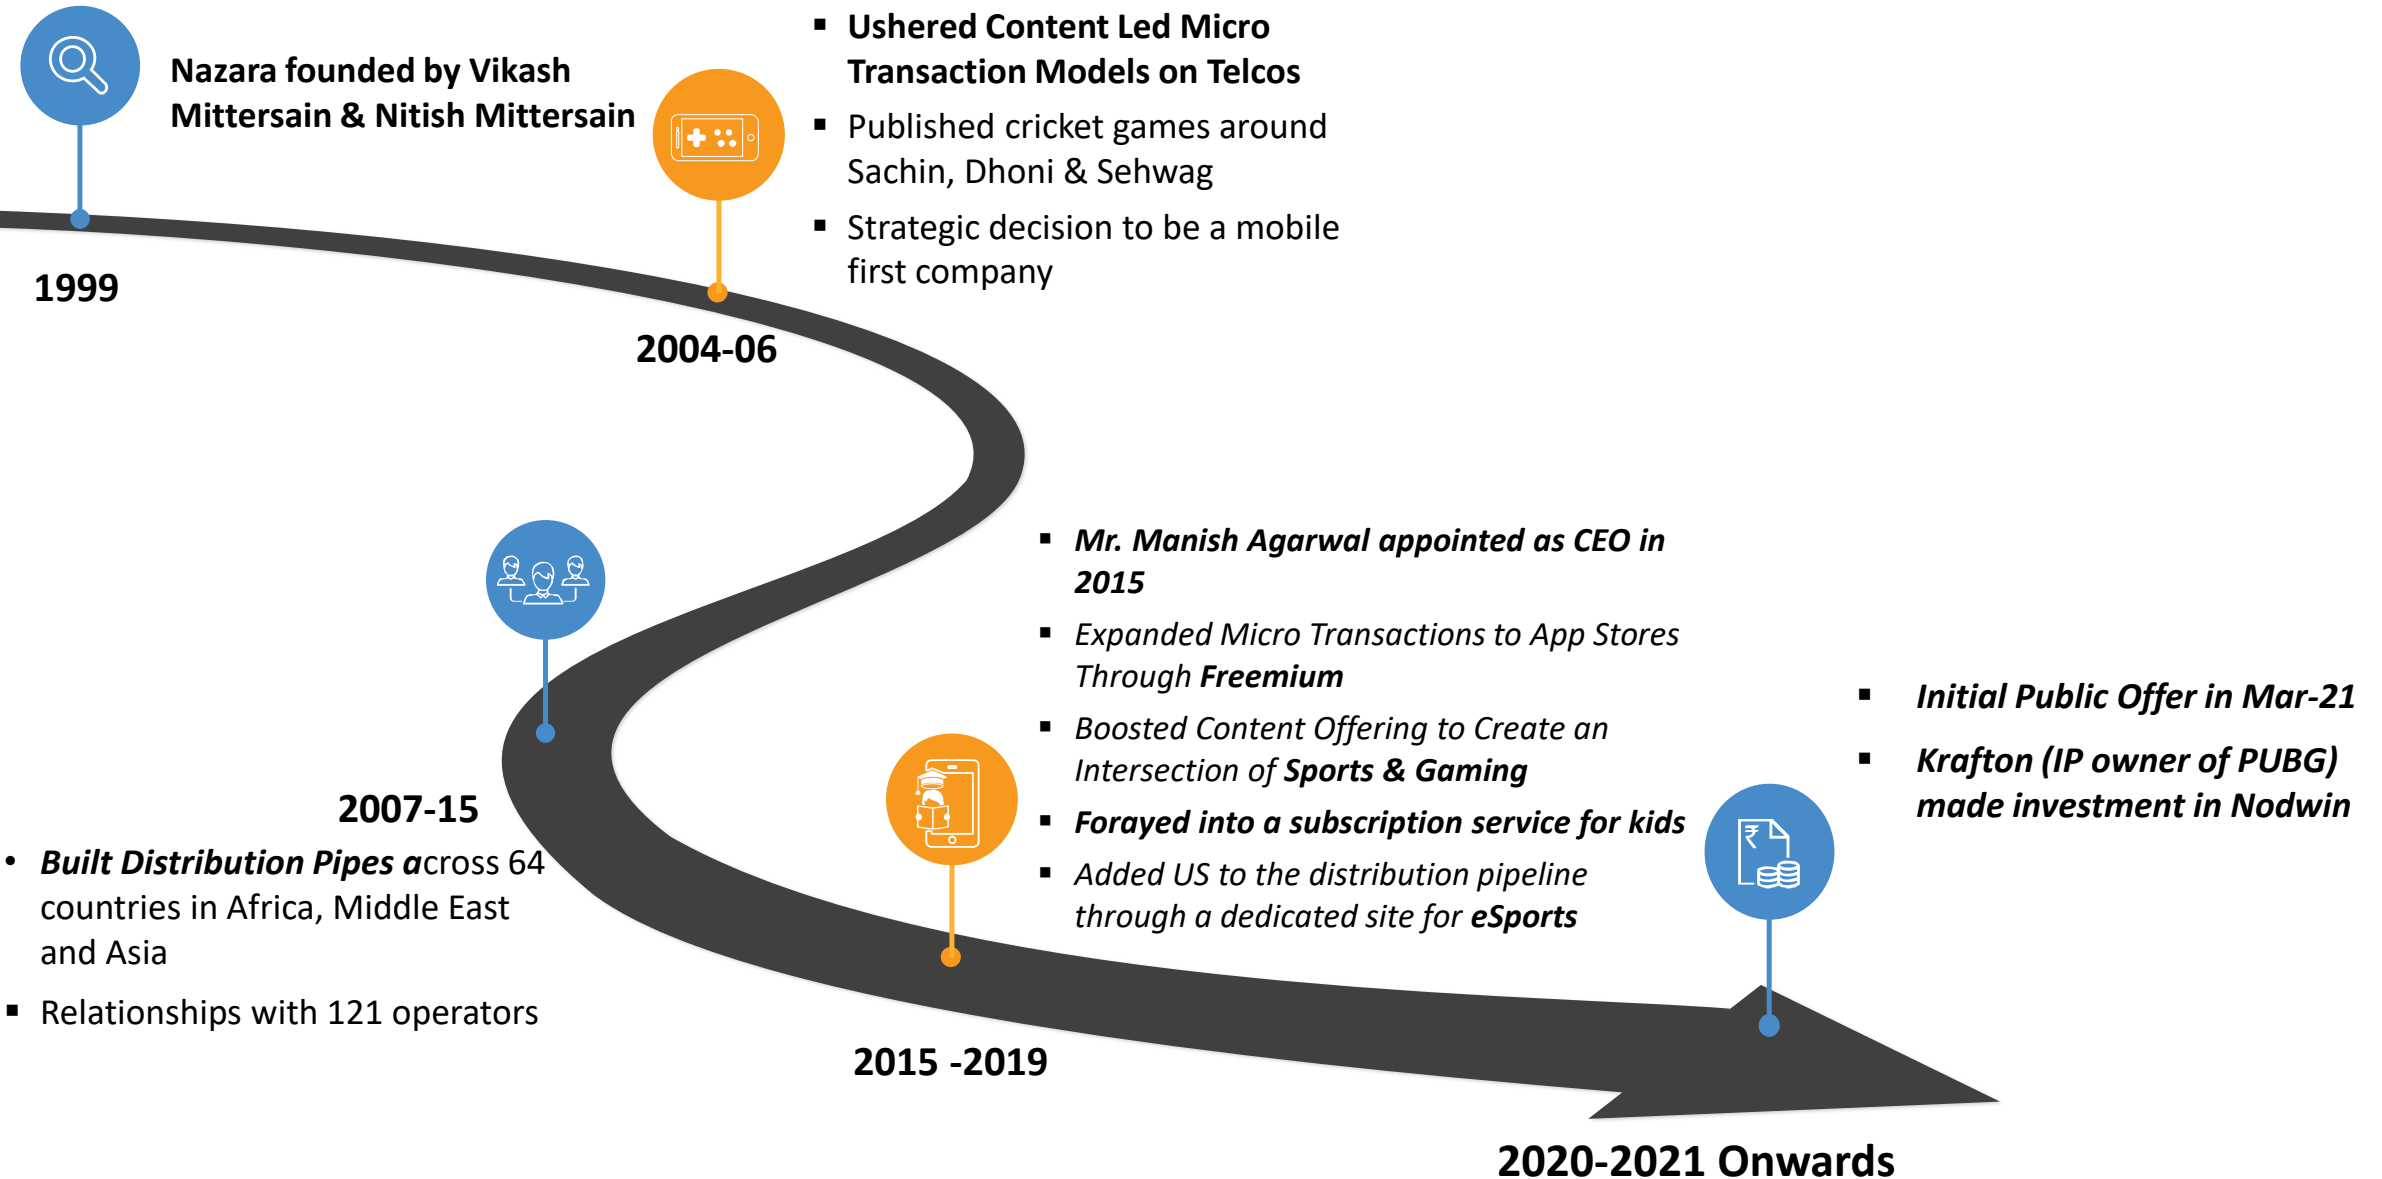 Nazara founded by Vikash
Mittersain & Nitish Mittersain
1999
▪ Ushered Content Led Micro
Transaction Models on Telcos
▪ Published cricket games around
Sachin, Dhoni & Sehwag
▪ Strategic decision to be a mobile
first company
2004-06
2007-15
• Built Distribution Pipes across 64
countries in Africa, Middle East
and Asia
▪ Relationships with 121 operators
▪ Mr. Manish Agarwal appointed as CEO in
2015
▪ Expanded Micro Transactions to App Stores
Through Freemium
▪ Boosted Content Offering to Create an
Intersection of Sports & Gaming
▪ Forayed into a subscription service for kids
▪ Added US to the distribution pipeline
through a dedicated site for eSports
2015 -2019
▪ Initial Public Offer in Mar-21
▪ Krafton (IP owner of PUBG)
made investment in Nodwin
₹
2020-2021 Onwards